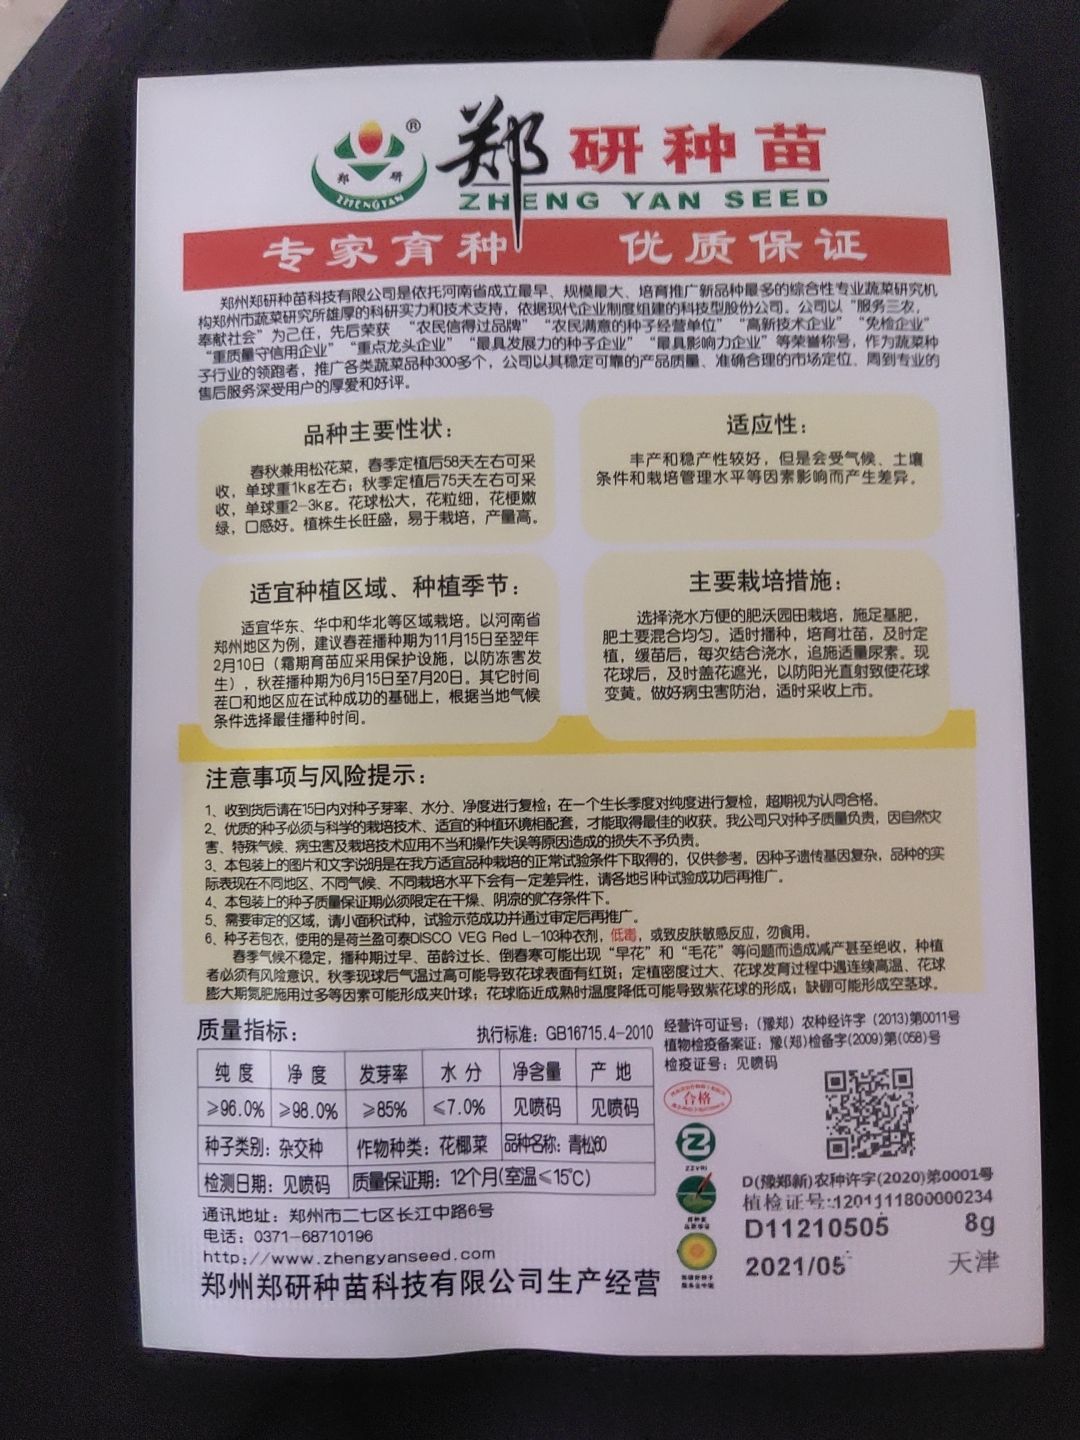 郑研
ZHENGYAN
®
郑研种苗
ZHENG YAN SEED
专家育种 优质保证
郑州郑研种苗科技有限公司是依托河南省成立最早、规模最大、培育推广新品种最多的综合性专业蔬菜研究机
构郑州市蔬菜研究所雄厚的科研实力和技术支持，依据现代企业制度组建的科技型股份公司。公司以“服务三农，
奉献社会”为己任，先后荣获 “农民信得过品牌” “农民满意的种子经营单位” “高新技术企业” “免检企业”
“重质量守信用企业” “重点龙头企业” “最具发展力的种子企业” “最具影响力企业”等荣誉称号，作为蔬菜种
子行业的领跑者，推广各类蔬菜品种300多个，公司以其稳定可靠的产品质量、准确合理的市场定位、周到专业的
售后服务深受用户的厚爱和好评。
品种主要性状：
春秋兼用松花菜，春季定植后58天左右可采
收，单球重1kg左右；秋季定植后75天左右可采
收，单球重2-3kg。花球松大，花粒细，花梗嫩
绿，口感好。植株生长旺盛，易于栽培，产量高。
适应性：
丰产和稳产性较好，但是会受气候、土壤
条件和栽培管理水平等因素影响而产生差异。
适宜种植区域、种植季节：
适宜华东、华中和华北等区域栽培。以河南省
郑州地区为例，建议春茬播种期为11月15日至翌年
2月10日（霜期育苗应采用保护设施，以防冻害发
生），秋茬播种期为6月15日至7月20日。其它时间
茬口和地区应在试种成功的基础上，根据当地气候
条件选择最佳播种时间。
主要栽培措施：
选择浇水方便的肥沃园田栽培，施足基肥，
肥土要混合均匀。适时播种，培育壮苗，及时定
植，缓苗后，每次结合浇水，追施适量尿素。现
花球后，及时盖花遮光，以防阳光直射致使花球
变黄。做好病虫害防治，适时采收上市。
注意事项与风险提示：
1、收到货后请在15日内对种子芽率、水分、净度进行复检；在一个生长季度对纯度进行复检，超期视为认同合格。
2、优质的种子必须与科学的栽培技术、适宜的种植环境相配套，才能取得最佳的收获。我公司只对种子质量负责，因自然灾
害、特殊气候、病虫害及栽培技术应用不当和操作失误等原因造成的损失不予负责。
3、本包装上的图片和文字说明是在我方适宜品种栽培的正常试验条件下取得的，仅供参考。因种子遗传基因复杂，品种的实
际表现在不同地区、不同气候、不同栽培水平下会有一定差异性，请各地引种试验成功后再推广。
4、本包装上的种子质量保证期必须限定在干燥、阴凉的贮存条件下。
5、需要审定的区域，请小面积试种，试验示范成功并通过审定后再推广。
6、种子若包衣，使用的是荷兰盈可泰DISCO VEG Red L-103种衣剂，低毒，或致皮肤敏感反应，勿食用。
春季气候不稳定，播种期过早、苗龄过长、倒春寒可能出现“早花”和“毛花”等问题而造成减产甚至绝收，种植
者必须有风险意识。秋季现球后气温过高可能导致花球表面有红斑；定植密度过大、花球发育过程中遇连续高温、花球
膨大期氮肥施用过多等因素可能形成夹叶球；花球临近成熟时温度降低可能导致紫花球的形成；缺硼可能形成空茎球。
质量指标： 执行标准：GB16715.4-2010
纯度 净度 发芽率 水分 净含量 产地
≥96.0% ≥98.0% ≥85% ≤7.0% 见喷码 见喷码
种子类别：杂交种 作物种类：花椰菜 品种名称：青松60
检测日期：见喷码 质量保证期：12个月(室温≤15℃)
通讯地址：郑州市二七区长江中路6号
电话：0371-68710196
http://www.zhengyanseed.com
郑州郑研种苗科技有限公司生产经营
经营许可证号：(豫郑) 农种经许字 (2013)第0011号
植物检疫备案证：豫(郑)检备字(2009)第(058)号
检疫证号：见喷码
合格
ZZVRI
D(豫郑新)农种许字(2020)第0001号
植检证号:1201111800000234
D11210505 8g
2021/05 天津